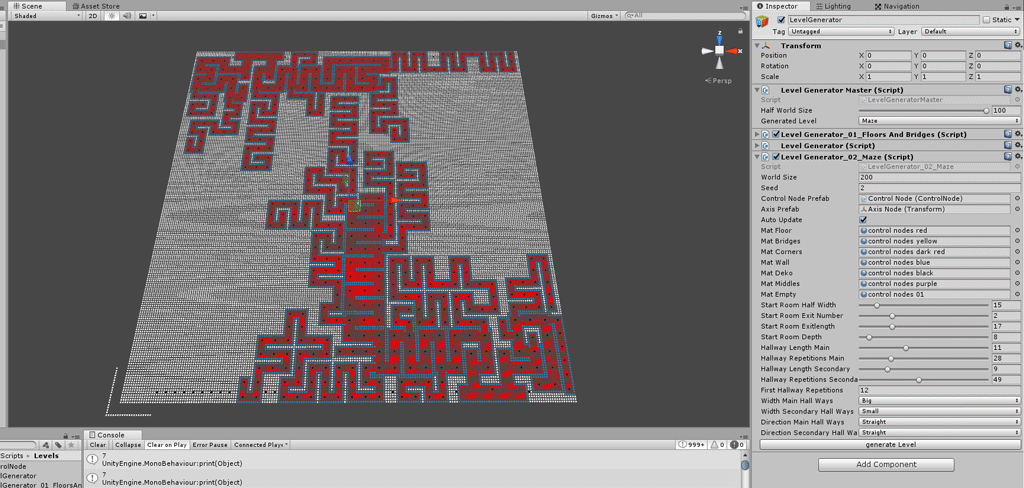 Scene
Asset Store
Shaded
2D
Gizmos
All
z
x
Persp
Console
Clear
Collapse
Clear on Play
Error Pause
Connected Playe
999+
0
0
7
UnityEngine.MonoBehaviour:print(Object)
7
UnityEngine.MonoBehaviour:print(Object)
Scripts
Levels
rolNode
lGenerator
lGenerator_01_FloorsAn
Inspector
Lighting
Navigation
LevelGenerator
Static
Tag Untagged Layer Default
Transform
Position X 0 Y 0 Z 0
Rotation X 0 Y 0 Z 0
Scale X 1 Y 1 Z 1
Level Generator Master (Script)
Script LevelGeneratorMaster
Half World Size 100
Generated Level Maze
Level Generator_01_Floors And Bridges (Script)
Level Generator (Script)
Level Generator_02_Maze (Script)
Script LevelGenerator_02_Maze
World Size 200
Seed 2
Control Node Prefab Control Node (ControlNode)
Axis Prefab Axis Node (Transform)
Auto Update
Mat Floor control nodes red
Mat Bridges control nodes yellow
Mat Corners control nodes dark red
Mat Wall control nodes blue
Mat Deko control nodes black
Mat Middles control nodes purple
Mat Empty control nodes 01
Start Room Half Width 15
Start Room Exit Number 2
Start Room Exitlength 17
Start Room Depth 8
Hallway Length Main 11
Hallway Repetitions Main 28
Hallway Length Secondary 9
Hallway Repetitions Seconda 49
First Hallway Repetitions 12
Width Main Hall Ways Big
Width Secondary Hall Ways Small
Direction Main Hall Ways Straight
Direction Secondary Hall Wa Straight
generate Level
Add Component